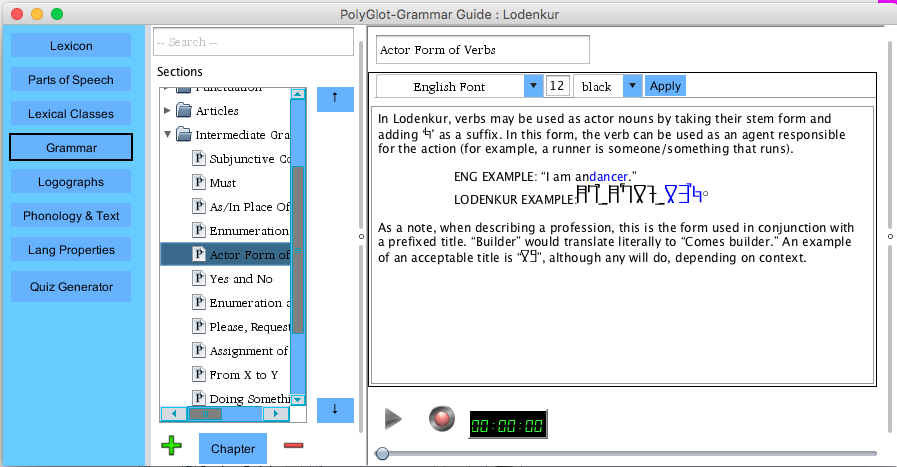 PolyGlot-Grammar Guide : Lodenkur
Lexicon
Parts of Speech
Lexical Classes
Grammar
Logographs
Phonology & Text
Lang Properties
Quiz Generator
-- Search --
Sections
Punctuation
Articles
Intermediate Gra
Subjunctive Co
Must
As/In Place Of
Ennumeration
Actor Form of
Yes and No
Enumeration a
Please, Request
Assignment of
From X to Y
Doing Somethi
↑
↓
Chapter
Actor Form of Verbs
English Font
12
black
Apply
In Lodenkur, verbs may be used as actor nouns by taking their stem form and
adding ' ' as a suffix. In this form, the verb can be used as an agent responsible
for the action (for example, a runner is someone/something that runs).
ENG EXAMPLE: “I am andancer.”
LODENKUR EXAMPLE:
As a note, when describing a profession, this is the form used in conjunction with
a prefixed title. “Builder” would translate literally to “Comes builder.” An example
of an acceptable title is “ ”, although any will do, depending on context.
00:00:00